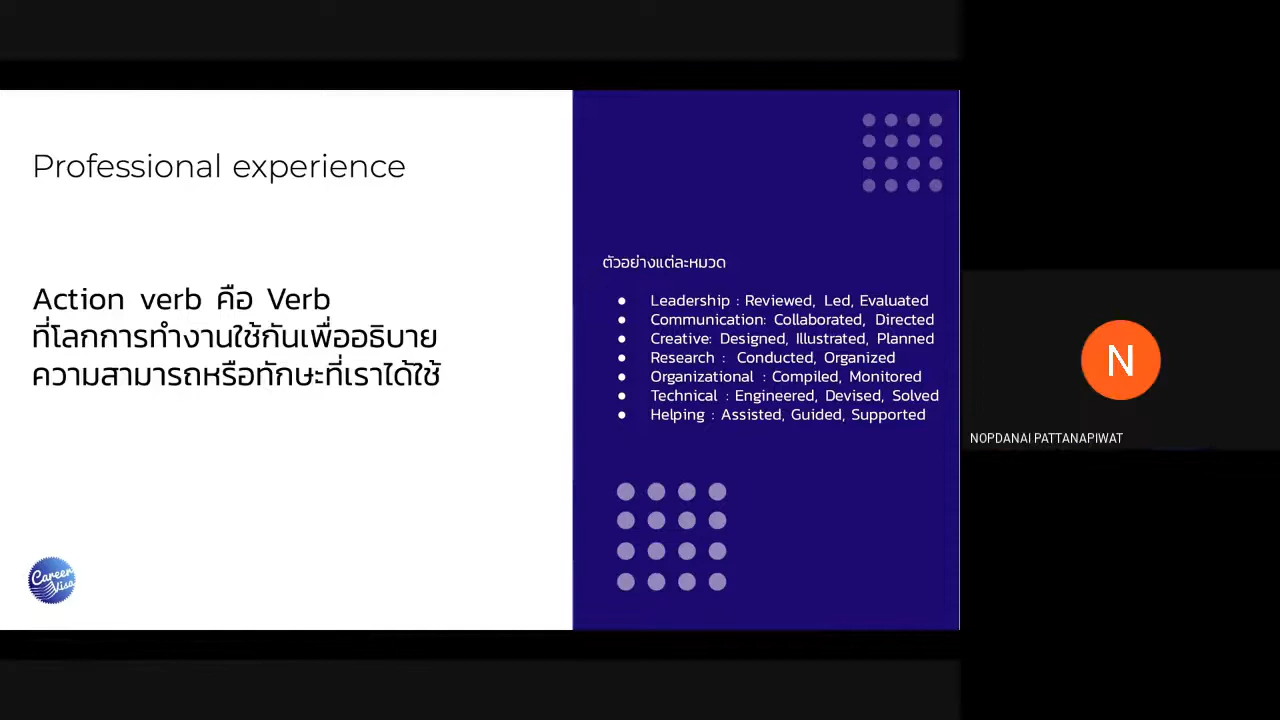 Professional experience
Action verb คือ Verb
ที่โลกการทำงานใช้กันเพื่ออธิบาย
ความสามารถหรือทักษะที่เราได้ใช้
Career
Visa
ตัวอย่างแต่ละหมวด
● Leadership : Reviewed, Led, Evaluated
● Communication: Collaborated, Directed
● Creative: Designed, Illustrated, Planned
● Research : Conducted, Organized
● Organizational : Compiled, Monitored
● Technical : Engineered, Devised, Solved
● Helping : Assisted, Guided, Supported
N
NOPDANAI PATTANAPIWAT